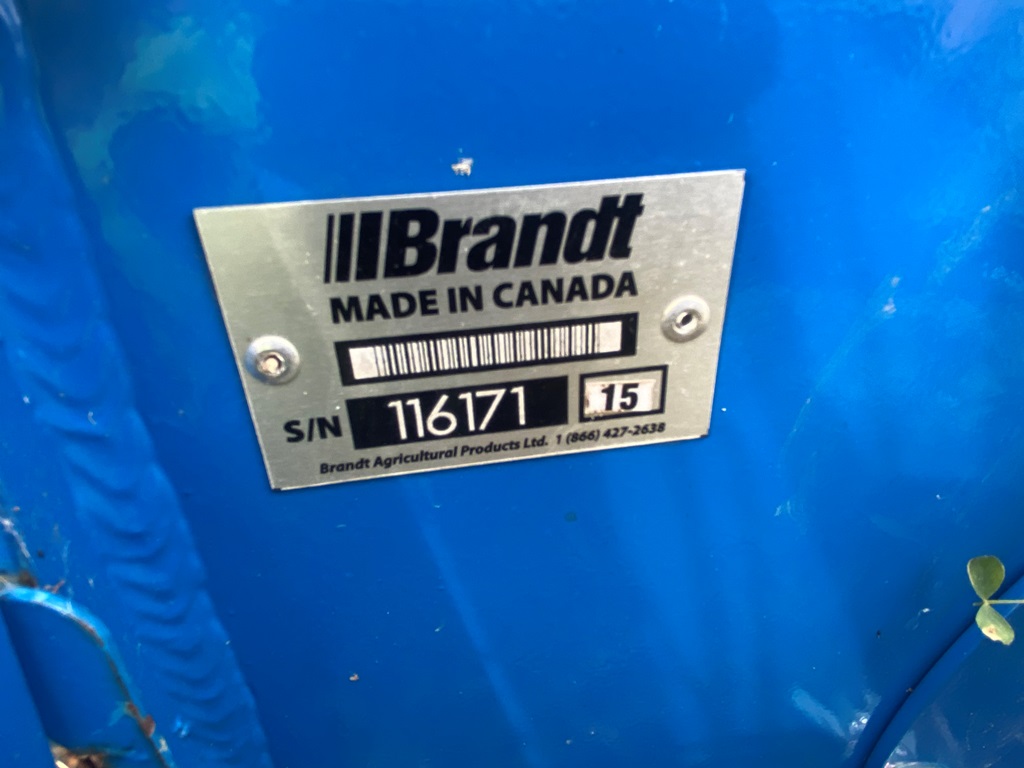 Brandt
MADE IN CANADA
S/N 116171 15
Brandt Agricultural Products Ltd. 1 (866) 427-2638